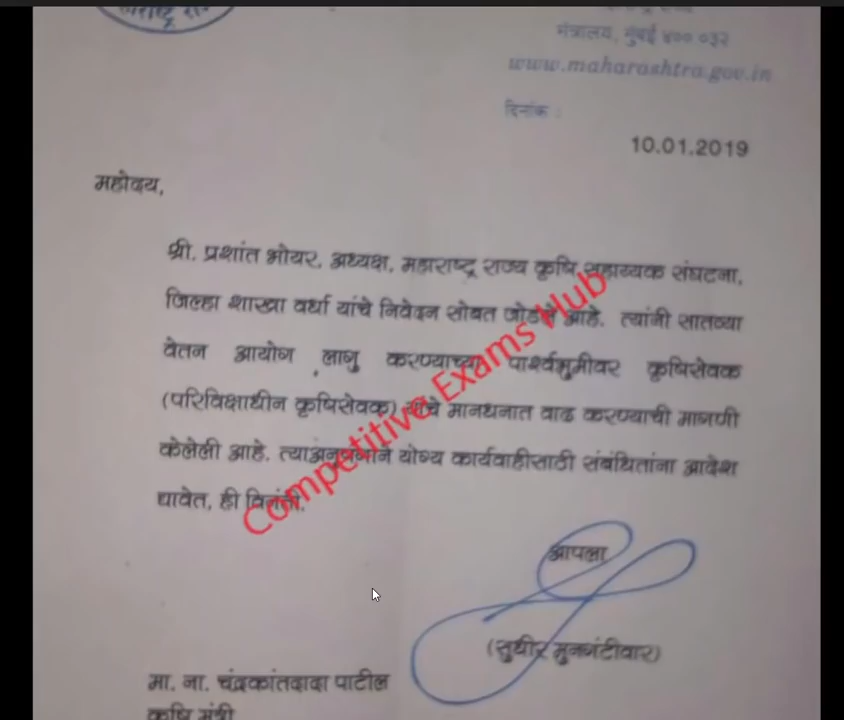 मंत्रालय, मुंबई ४०० ०३२
www.maharashtra.gov.in
दिनांक :
10.01.2019
महोदय,
श्री. प्रशांत भोयर, अध्यक्ष, महाराष्ट्र राज्य कृषि सहाय्यक संघटना,
जिल्हा शाखा वर्धा यांचे निवेदन सोबत जोडले आहे. त्यांनी सातव्या
वेतन आयोग लागु करण्याच्या पार्श्वभुमीवर कृषिसेवक
(परिविक्षाधीन कृषिसेवक) यांचे मानधनात वाढ करण्याची मागणी
केलेली आहे. त्याअनुषंगाने योग्य कार्यवाहीसाठी संबंधितांना आदेश
द्यावेत, ही विनंती.
Competitive Exams Hub
आपला
(सुधीर मुनगंटीवार)
मा. ना. चंद्रकांतदादा पाटील
कृषि मंत्री